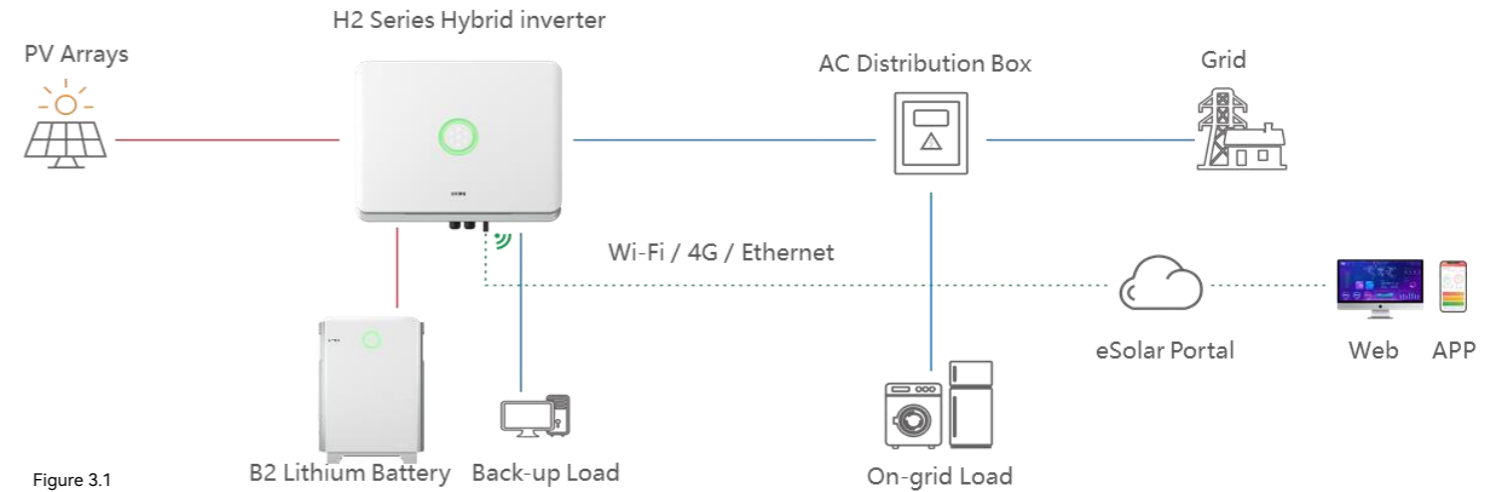 H2 Series Hybrid inverter
PV Arrays
AC Distribution Box
Grid
Wi-Fi / 4G / Ethernet
eSolar Portal
Web
APP
B2 Lithium Battery
Back-up Load
On-grid Load
Figure 3.1